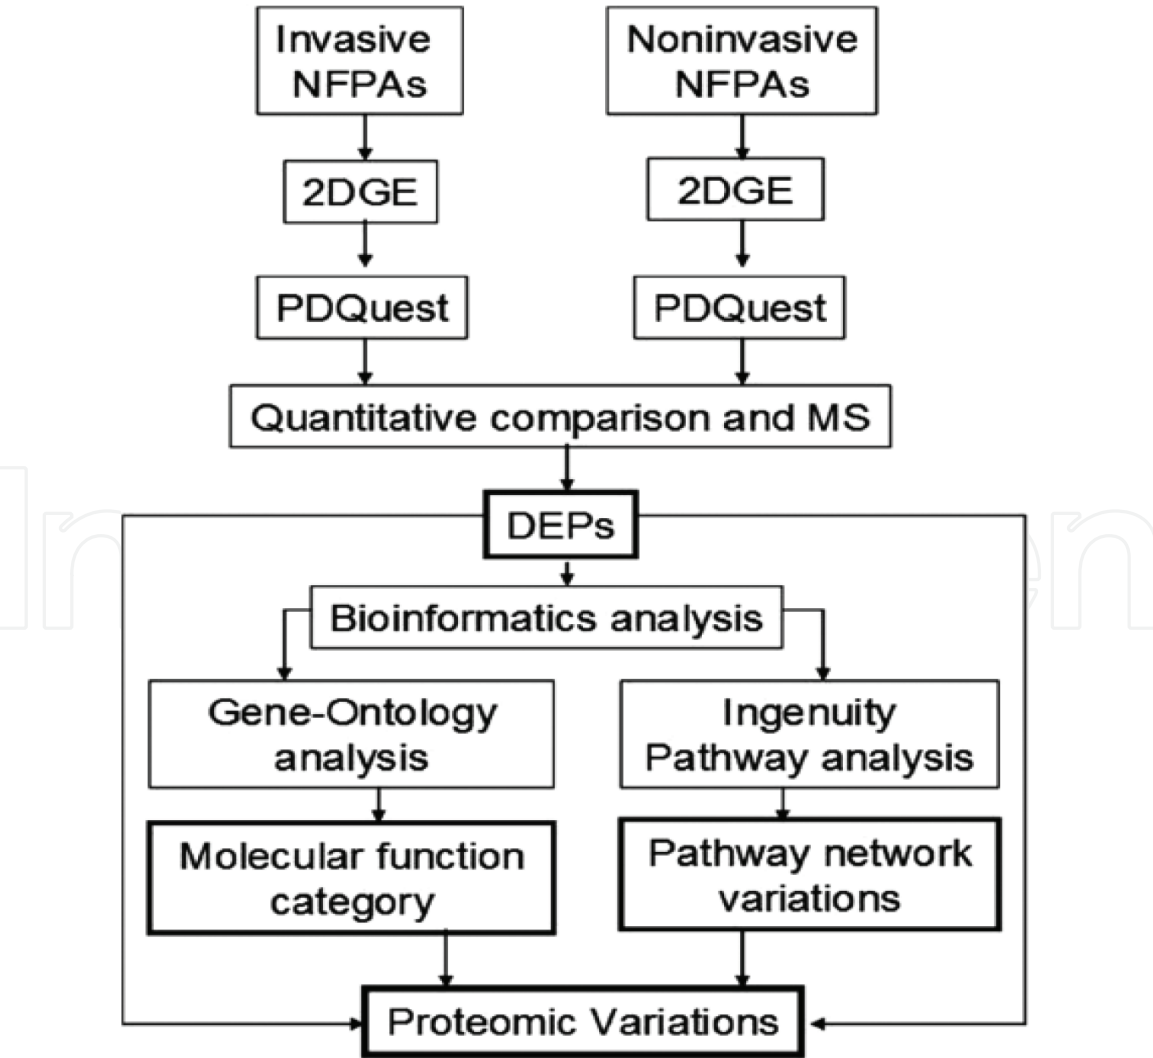 Invasive
NFPAs
Noninvasive
NFPAs
2DGE
2DGE
PDQuest
PDQuest
Quantitative comparison and MS
DEPs
Bioinformatics analysis
Gene-Ontology
analysis
Ingenuity
Pathway analysis
Molecular function
category
Pathway network
variations
Proteomic Variations